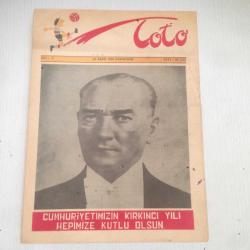 Toto
CUMHURİYETİMİZİN KIRKINCI YILI
HEPİMİZE KUTLU OLSUN